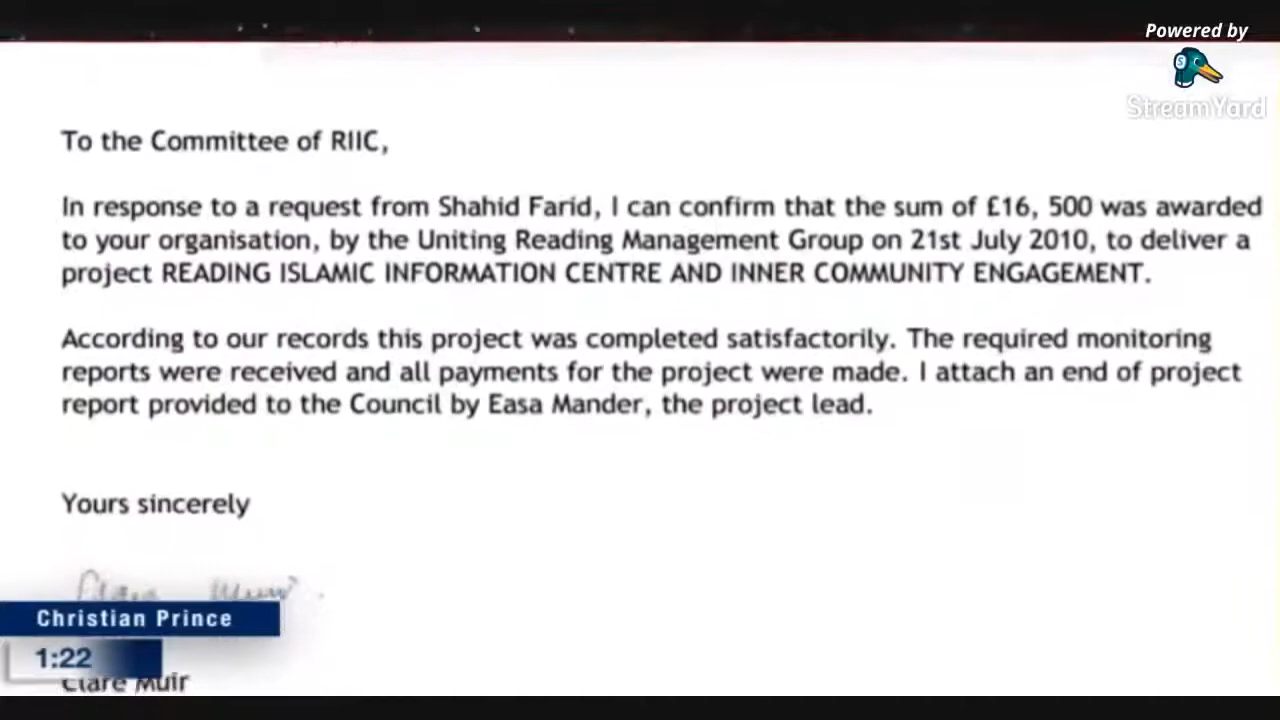 Powered by
StreamYard
To the Committee of RIIC,
In response to a request from Shahid Farid, I can confirm that the sum of £16, 500 was awarded
to your organisation, by the Uniting Reading Management Group on 21st July 2010, to deliver a
project READING ISLAMIC INFORMATION CENTRE AND INNER COMMUNITY ENGAGEMENT.
According to our records this project was completed satisfactorily. The required monitoring
reports were received and all payments for the project were made. I attach an end of project
report provided to the Council by Easa Mander, the project lead.
Yours sincerely
Clare Muir
Christian Prince
1:22
Clare Muir